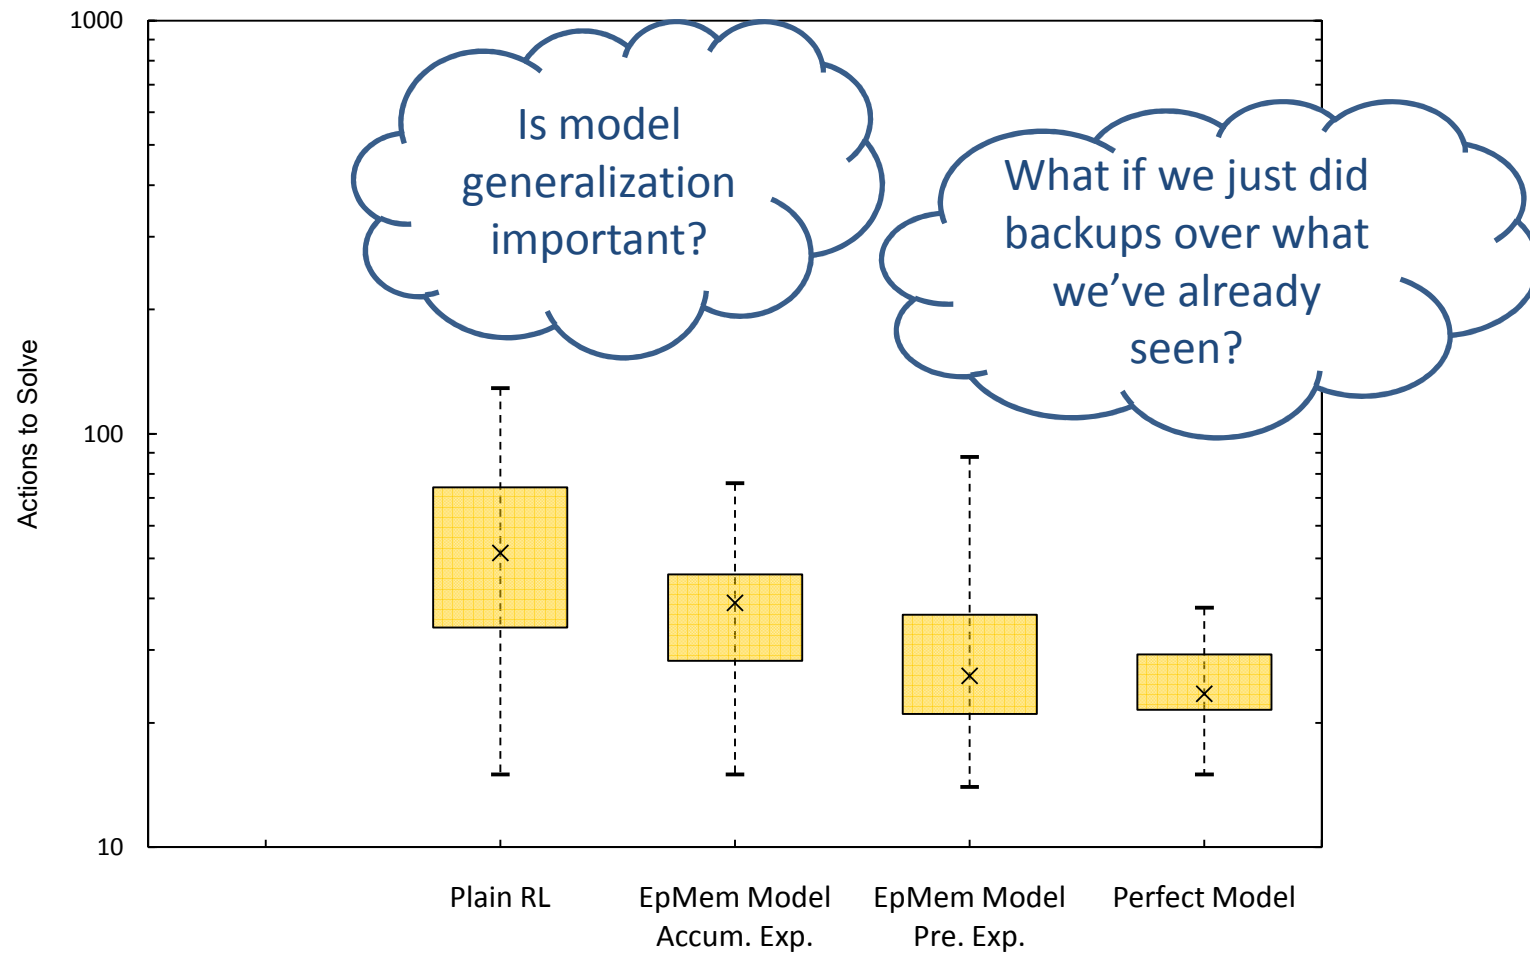 1000
Is model
generalization
important?
What if we just did
backups over what
we’ve already
seen?
Actions to Solve
100
10
Plain RL
EpMem Model
Accum. Exp.
EpMem Model
Pre. Exp.
Perfect Model